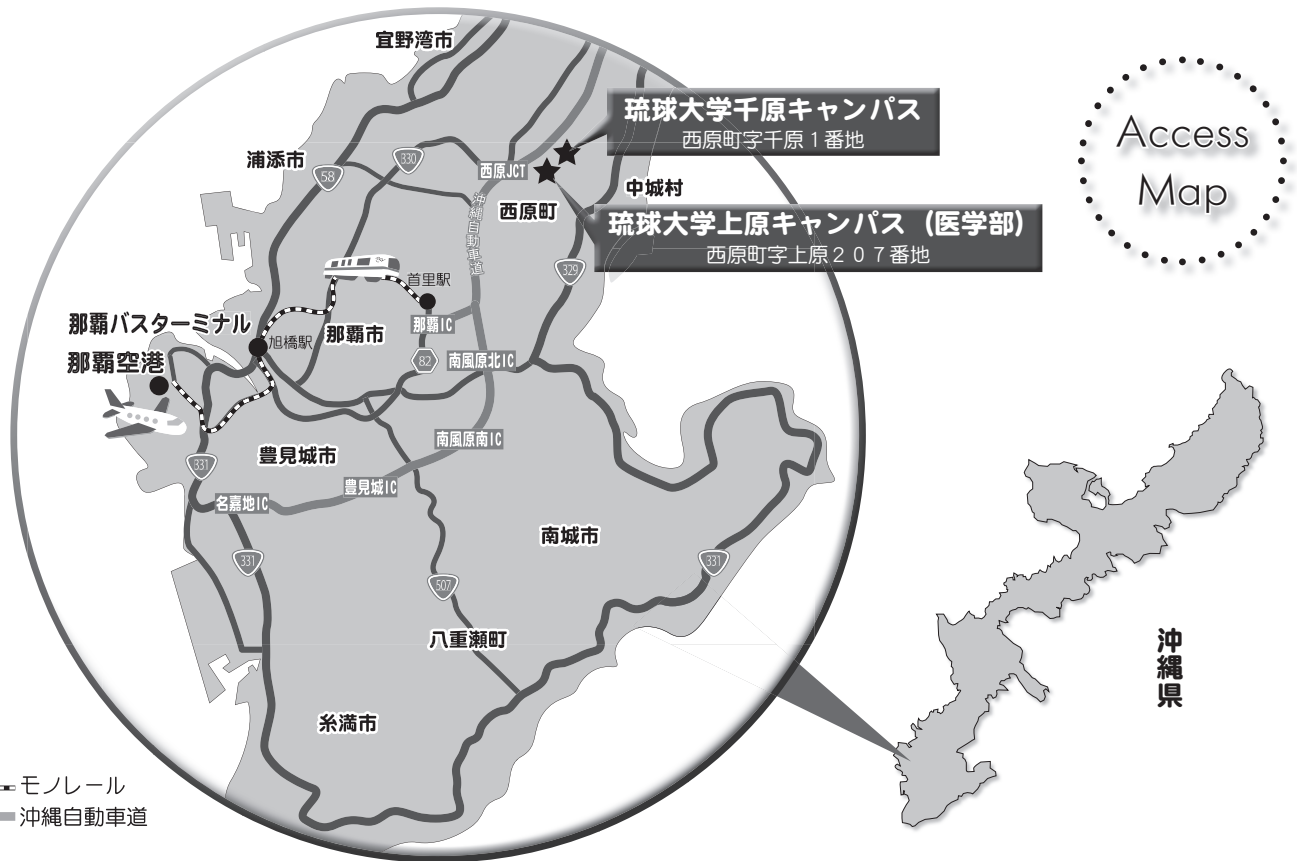 宜野湾市
琉球大学千原キャンパス
西原町字千原1番地
Access
Map
浦添市
330
58
西原JCT
中城村
西原町
沖縄自動車道
琉球大学上原キャンパス（医学部）
西原町字上原２０７番地
329
首里駅
那覇IC
那覇バスターミナル
旭橋駅
那覇市
那覇空港
82
南風原北IC
南風原南IC
豊見城市
331
豊見城IC
名嘉地IC
南城市
331
331
507
八重瀬町
沖縄県
糸満市
モノレール
沖縄自動車道